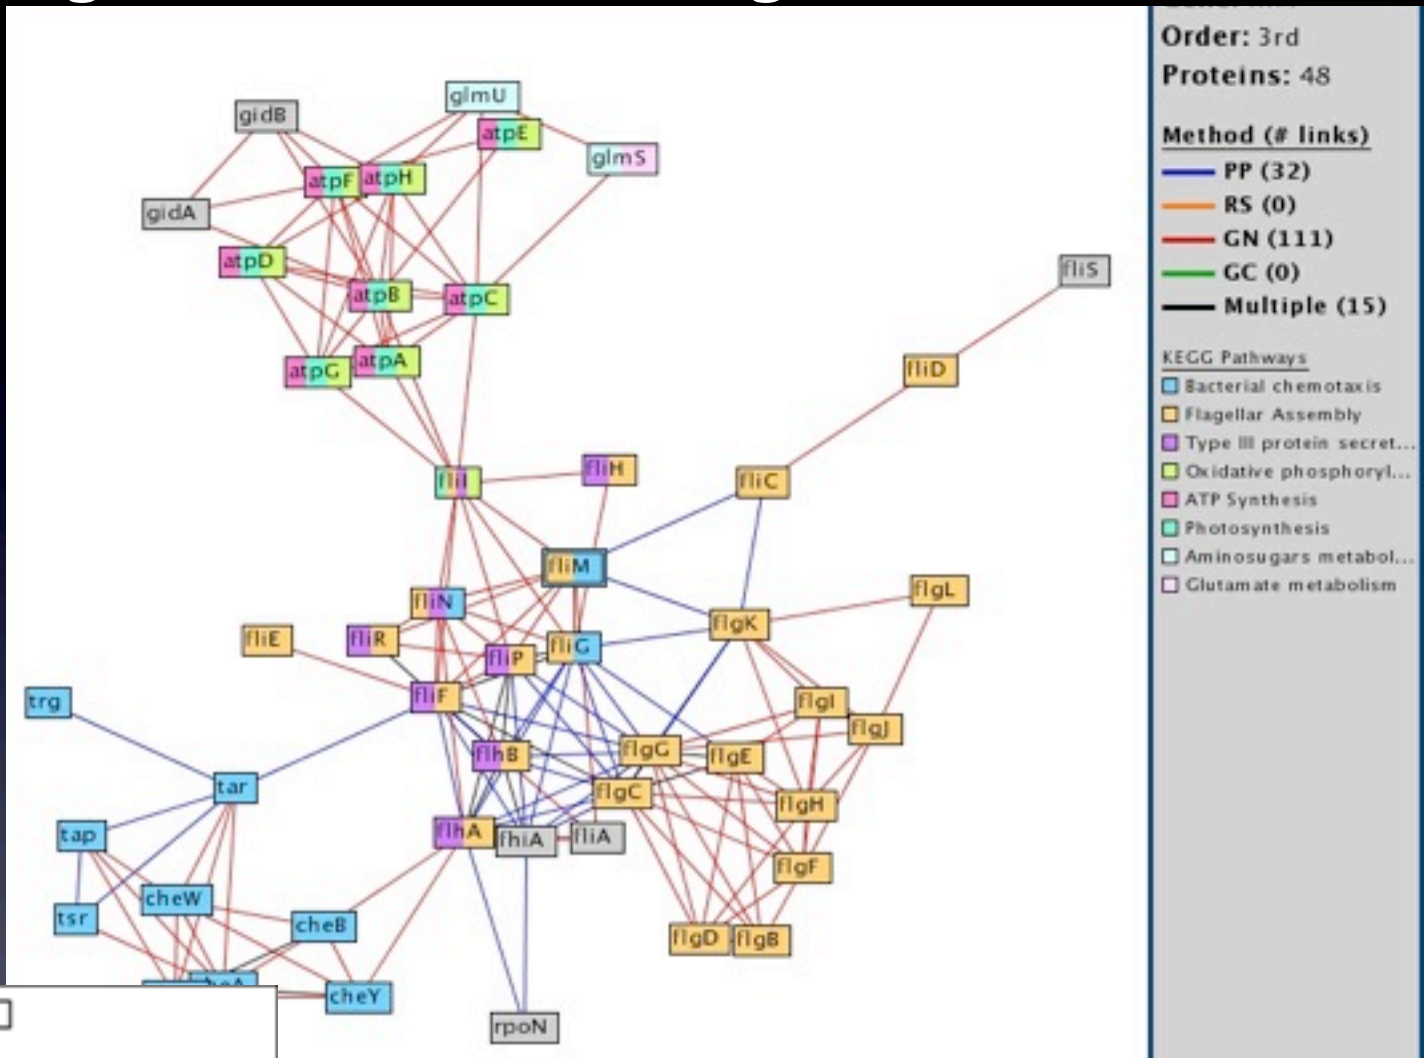 Order: 3rd
Proteins: 48
Method (# links)
PP (32)
RS (0)
GN (111)
GC (0)
Multiple (15)
KEGG Pathways
Bacterial chemotaxis
Flagellar Assembly
Type III protein secret...
Oxidative phosphoryl...
ATP Synthesis
Photosynthesis
Aminosugars metabol...
Glutamate metabolism
glmU
gidB
atpE
glmS
atpF
atpH
gidA
atpD
fliS
atpB
atpC
atpA
atpG
fliD
fliH
fliI
fliC
fliM
flgL
fliN
flgK
fliE
fliR
fliG
fliP
fliF
trg
flgI
flgJ
flgG
flhB
flgE
tar
flgC
flgH
tap
flhA
fhiA
fliA
flgF
cheW
tsr
cheB
flgD
flgB
cheY
rpoN